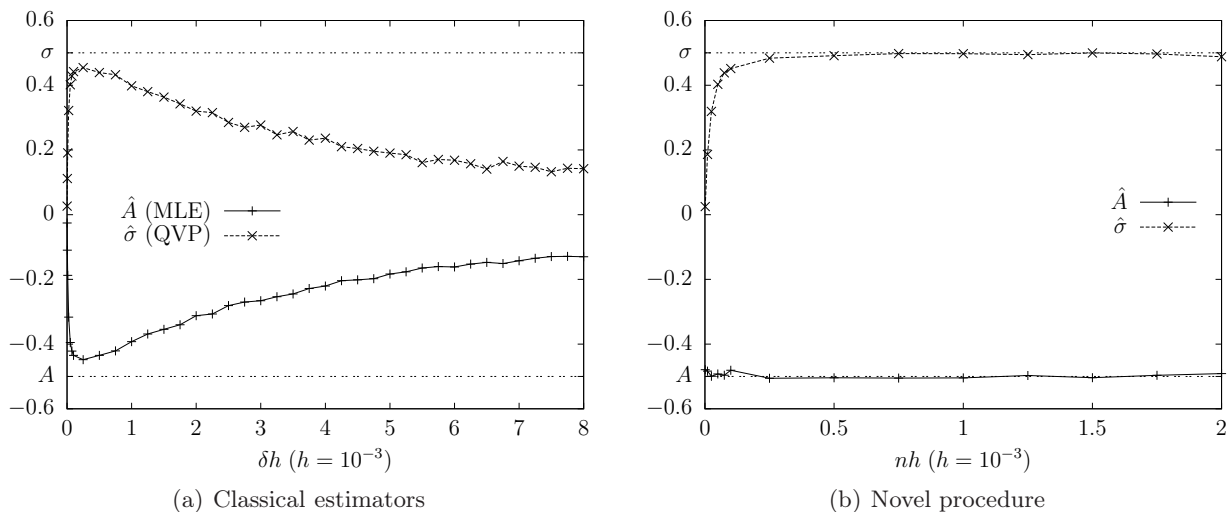 0.6
σ
0.4
0.2
0
−0.2
−0.4
A
−0.6
Â (MLE)
σ̂ (QVP)
0 1 2 3 4 5 6 7 8
δh (h = 10⁻³)
(a) Classical estimators
0.6
σ
0.4
0.2
0
−0.2
−0.4
A
−0.6
Â
σ̂
0 0.5 1 1.5 2
nh (h = 10⁻³)
(b) Novel procedure